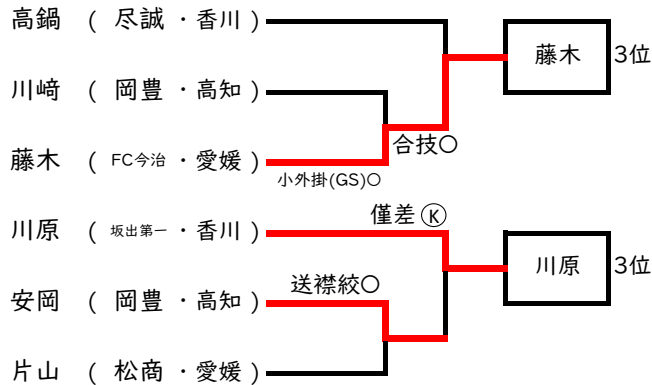 高鍋 ( 尽誠 ・香川 )
藤木 3位
川﨑 ( 岡豊 ・高知 )
合技〇
藤木 ( FC今治 ・愛媛 )
小外掛(GS)〇
僅差 Ⓚ
川原 ( 坂出第一 ・香川 )
川原 3位
送襟絞〇
安岡 ( 岡豊 ・高知 )
片山 ( 松商 ・愛媛 )